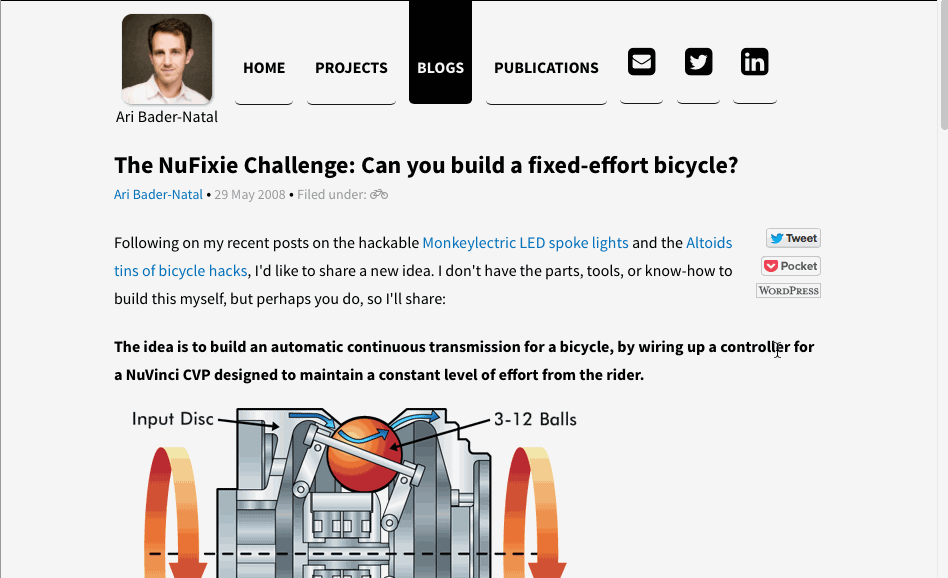 HOME PROJECTS BLOGS PUBLICATIONS
Ari Bader-Natal
The NuFixie Challenge: Can you build a fixed-effort bicycle?
Ari Bader-Natal • 29 May 2008 • Filed under:
Following on my recent posts on the hackable Monkeylectric LED spoke lights and the Altoids
tins of bicycle hacks, I'd like to share a new idea. I don't have the parts, tools, or know-how to
build this myself, but perhaps you do, so I'll share:
Tweet
Pocket
WORDPRESS
The idea is to build an automatic continuous transmission for a bicycle, by wiring up a controller for
a NuVinci CVP designed to maintain a constant level of effort from the rider.
Input Disc
3-12 Balls